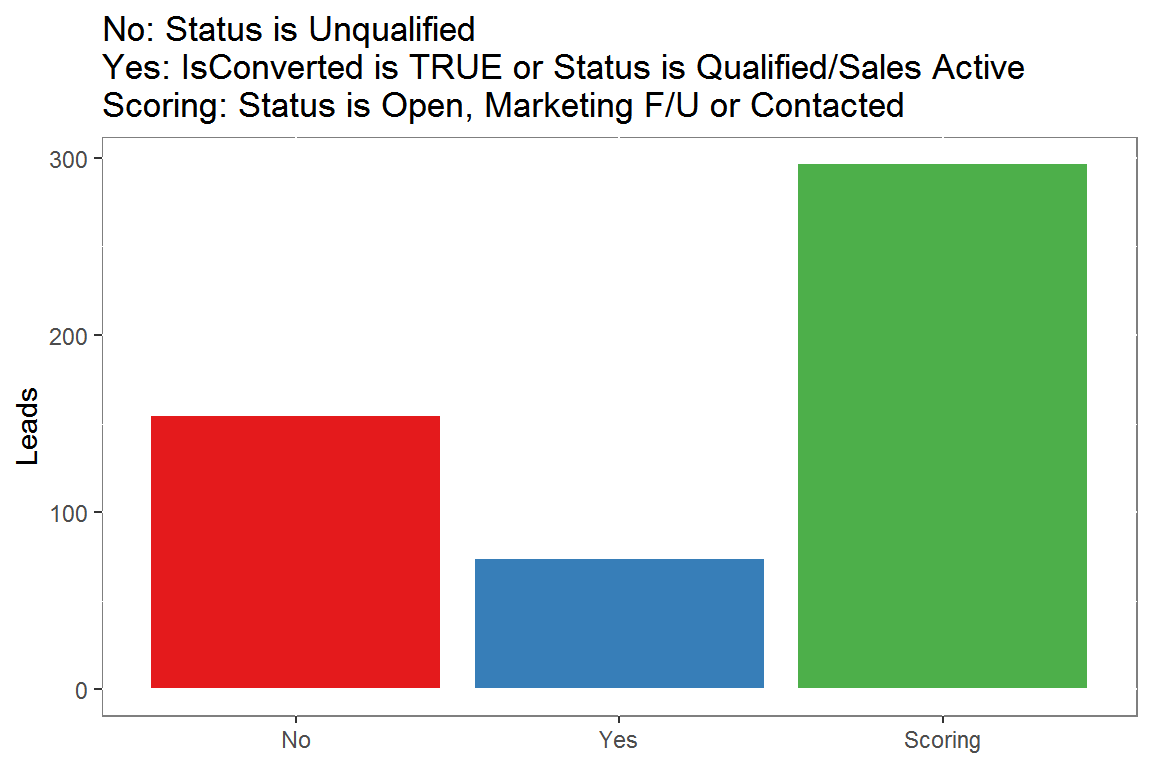 No: Status is Unqualified
Yes: IsConverted is TRUE or Status is Qualified/Sales Active
Scoring: Status is Open, Marketing F/U or Contacted
300
200
100
0
Leads
No
Yes
Scoring